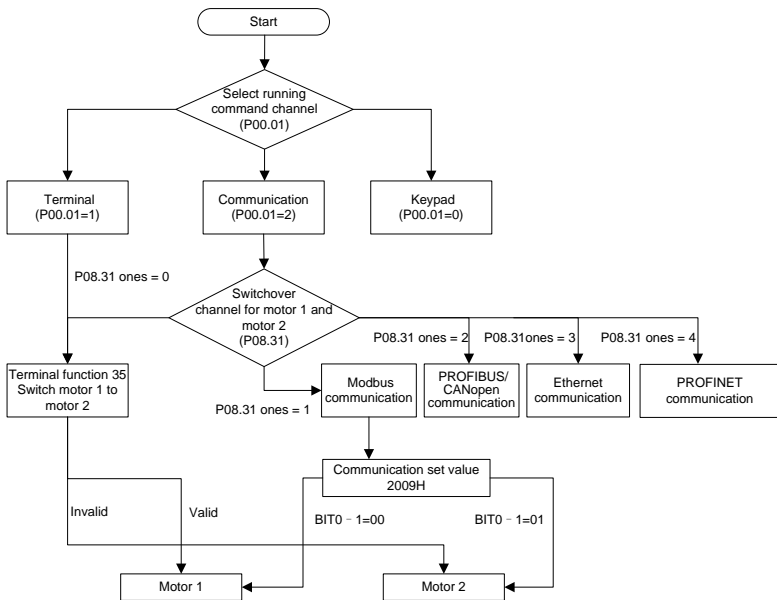 Start
Select running
command channel
(P00.01)
Terminal
(P00.01=1)
Communication
(P00.01=2)
Keypad
(P00.01=0)
P08.31 ones = 0
Switchover
channel for motor 1 and
motor 2
(P08.31)
P08.31 ones = 2
P08.31ones = 3
P08.31 ones = 4
Terminal function 35
Switch motor 1 to
motor 2
P08.31 ones = 1
Modbus
communication
PROFIBUS/
CANopen
communication
Ethernet
communication
PROFINET
communication
Communication set value
2009H
Invalid
Valid
BIT0﹣1=00
BIT0﹣1=01
Motor 1
Motor 2